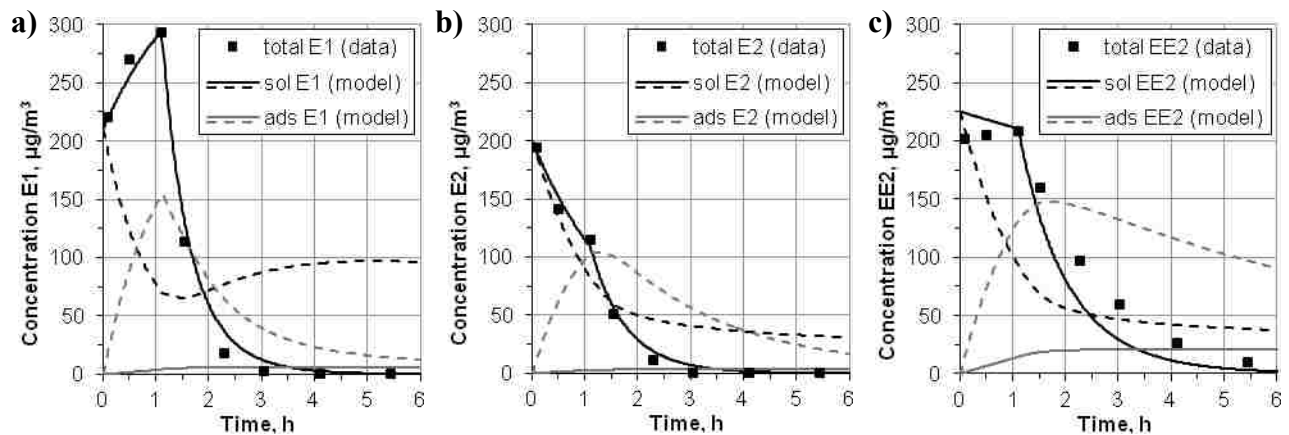 a)
300
250
200
150
100
50
0
Concentration E1, µg/m³
total E1 (data)
sol E1 (model)
ads E1 (model)
0 1 2 3 4 5 6
Time, h
b)
300
250
200
150
100
50
0
Concentration E2, µg/m³
total E2 (data)
sol E2 (model)
ads E2 (model)
0 1 2 3 4 5 6
Time, h
c)
300
250
200
150
100
50
0
Concentration EE2, µg/m³
total EE2 (data)
sol EE2 (model)
ads EE2 (model)
0 1 2 3 4 5 6
Time, h